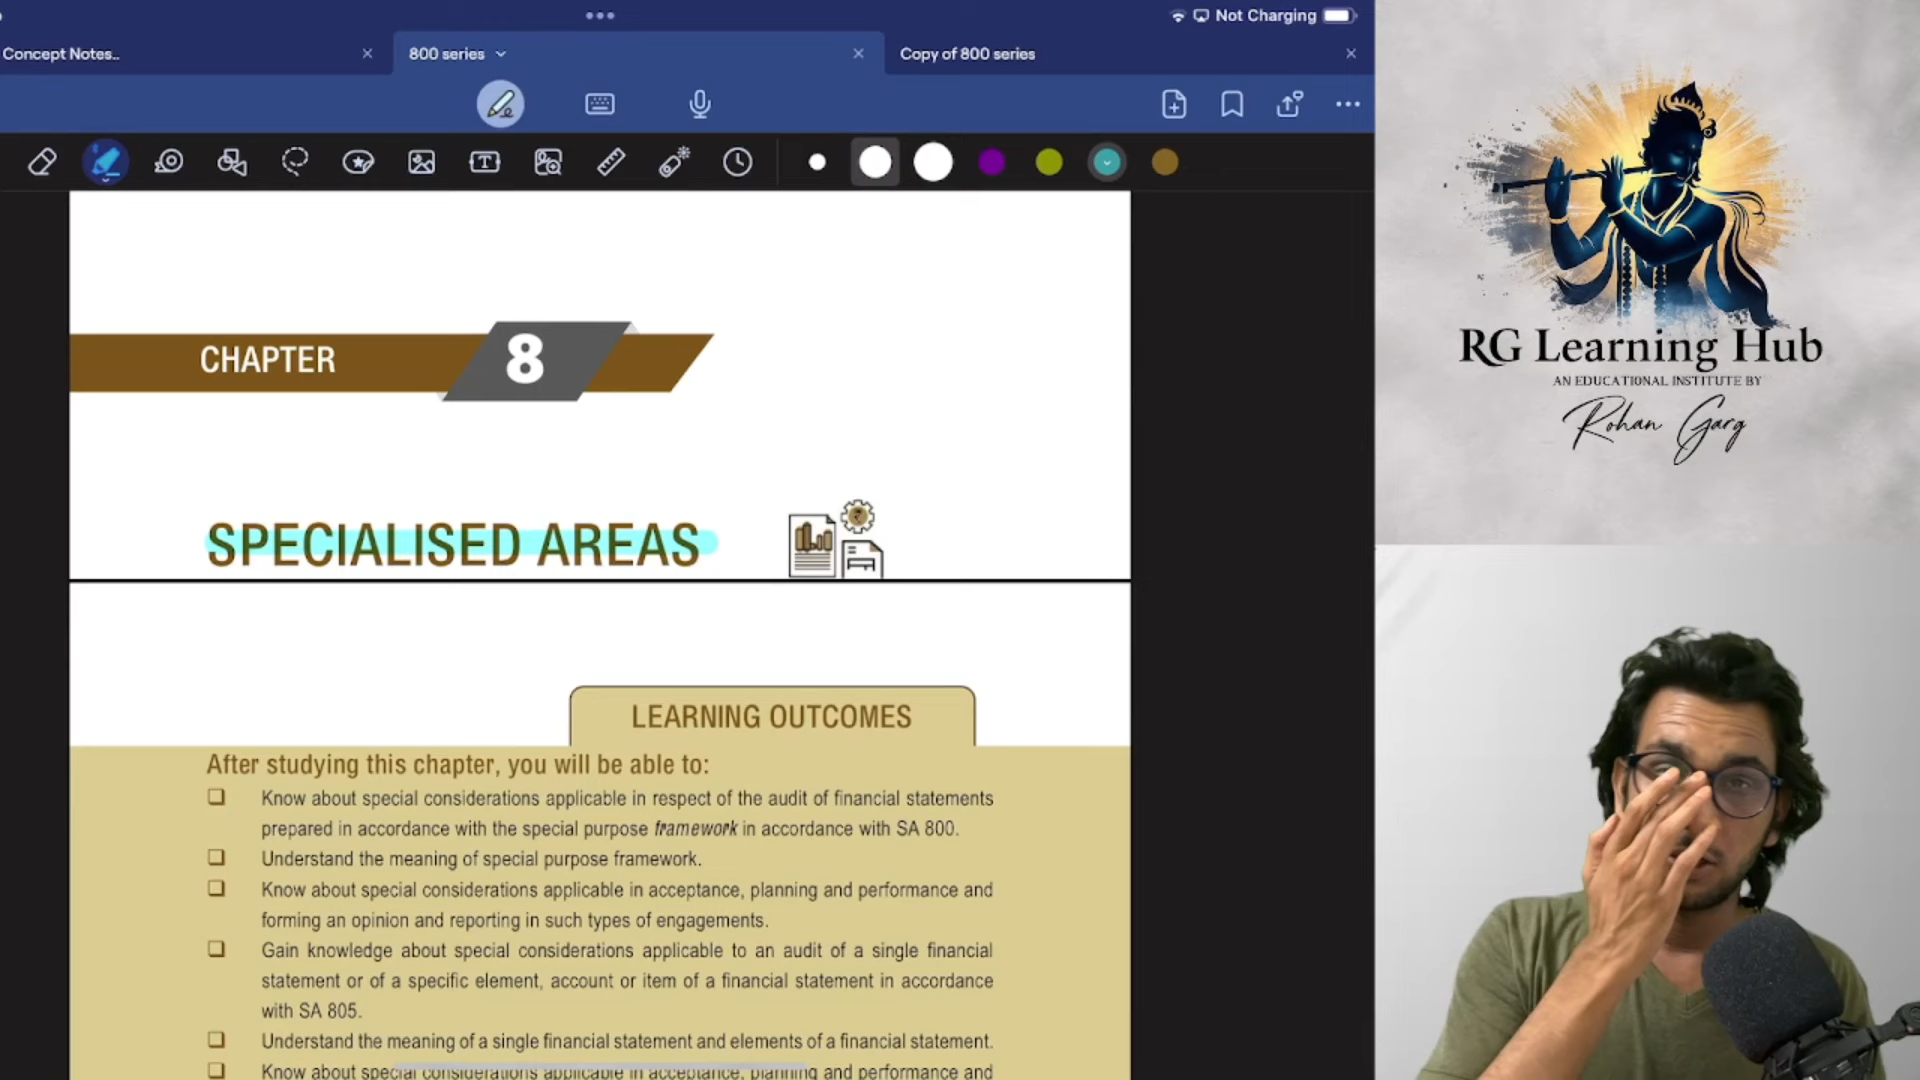 Not Charging
Concept Notes..
800 series
Copy of 800 series
CHAPTER 8
SPECIALISED AREAS
LEARNING OUTCOMES
After studying this chapter, you will be able to:
Know about special considerations applicable in respect of the audit of financial statements
prepared in accordance with the special purpose framework in accordance with SA 800.
Understand the meaning of special purpose framework.
Know about special considerations applicable in acceptance, planning and performance and
forming an opinion and reporting in such types of engagements.
Gain knowledge about special considerations applicable to an audit of a single financial
statement or of a specific element, account or item of a financial statement in accordance
with SA 805.
Understand the meaning of a single financial statement and elements of a financial statement.
Know about special considerations applicable in acceptance, planning and performance and
RG Learning Hub
AN EDUCATIONAL INSTITUTE BY
Rohan Garg